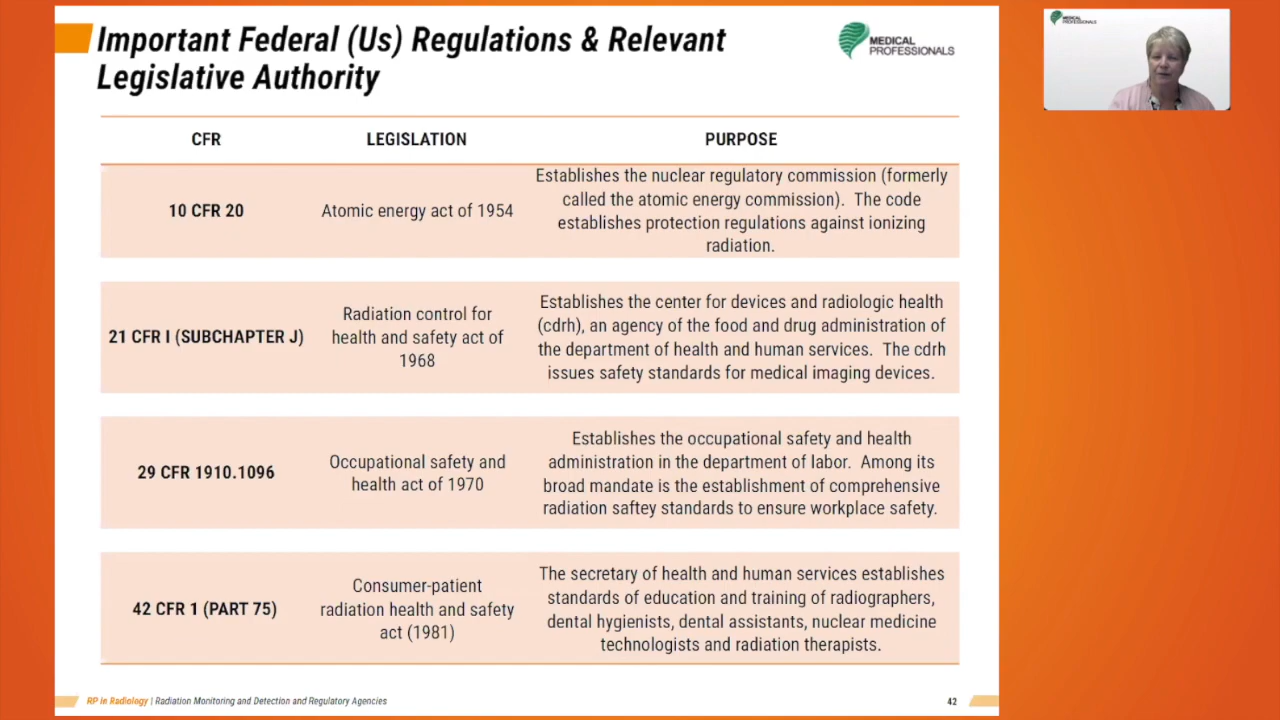 Important Federal (Us) Regulations & Relevant
Legislative Authority
MEDICAL
PROFESSIONALS
MEDICAL
PROFESSIONALS
CFR
LEGISLATION
PURPOSE
10 CFR 20
Atomic energy act of 1954
Establishes the nuclear regulatory commission (formerly
called the atomic energy commission). The code
establishes protection regulations against ionizing
radiation.
21 CFR I (SUBCHAPTER J)
Radiation control for
health and safety act of
1968
Establishes the center for devices and radiologic health
(cdrh), an agency of the food and drug administration of
the department of health and human services. The cdrh
issues safety standards for medical imaging devices.
29 CFR 1910.1096
Occupational safety and
health act of 1970
Establishes the occupational safety and health
administration in the department of labor. Among its
broad mandate is the establishment of comprehensive
radiation saftey standards to ensure workplace safety.
42 CFR 1 (PART 75)
Consumer-patient
radiation health and safety
act (1981)
The secretary of health and human services establishes
standards of education and training of radiographers,
dental hygienists, dental assistants, nuclear medicine
technologists and radiation therapists.
RP in Radiology | Radiation Monitoring and Detection and Regulatory Agencies
42